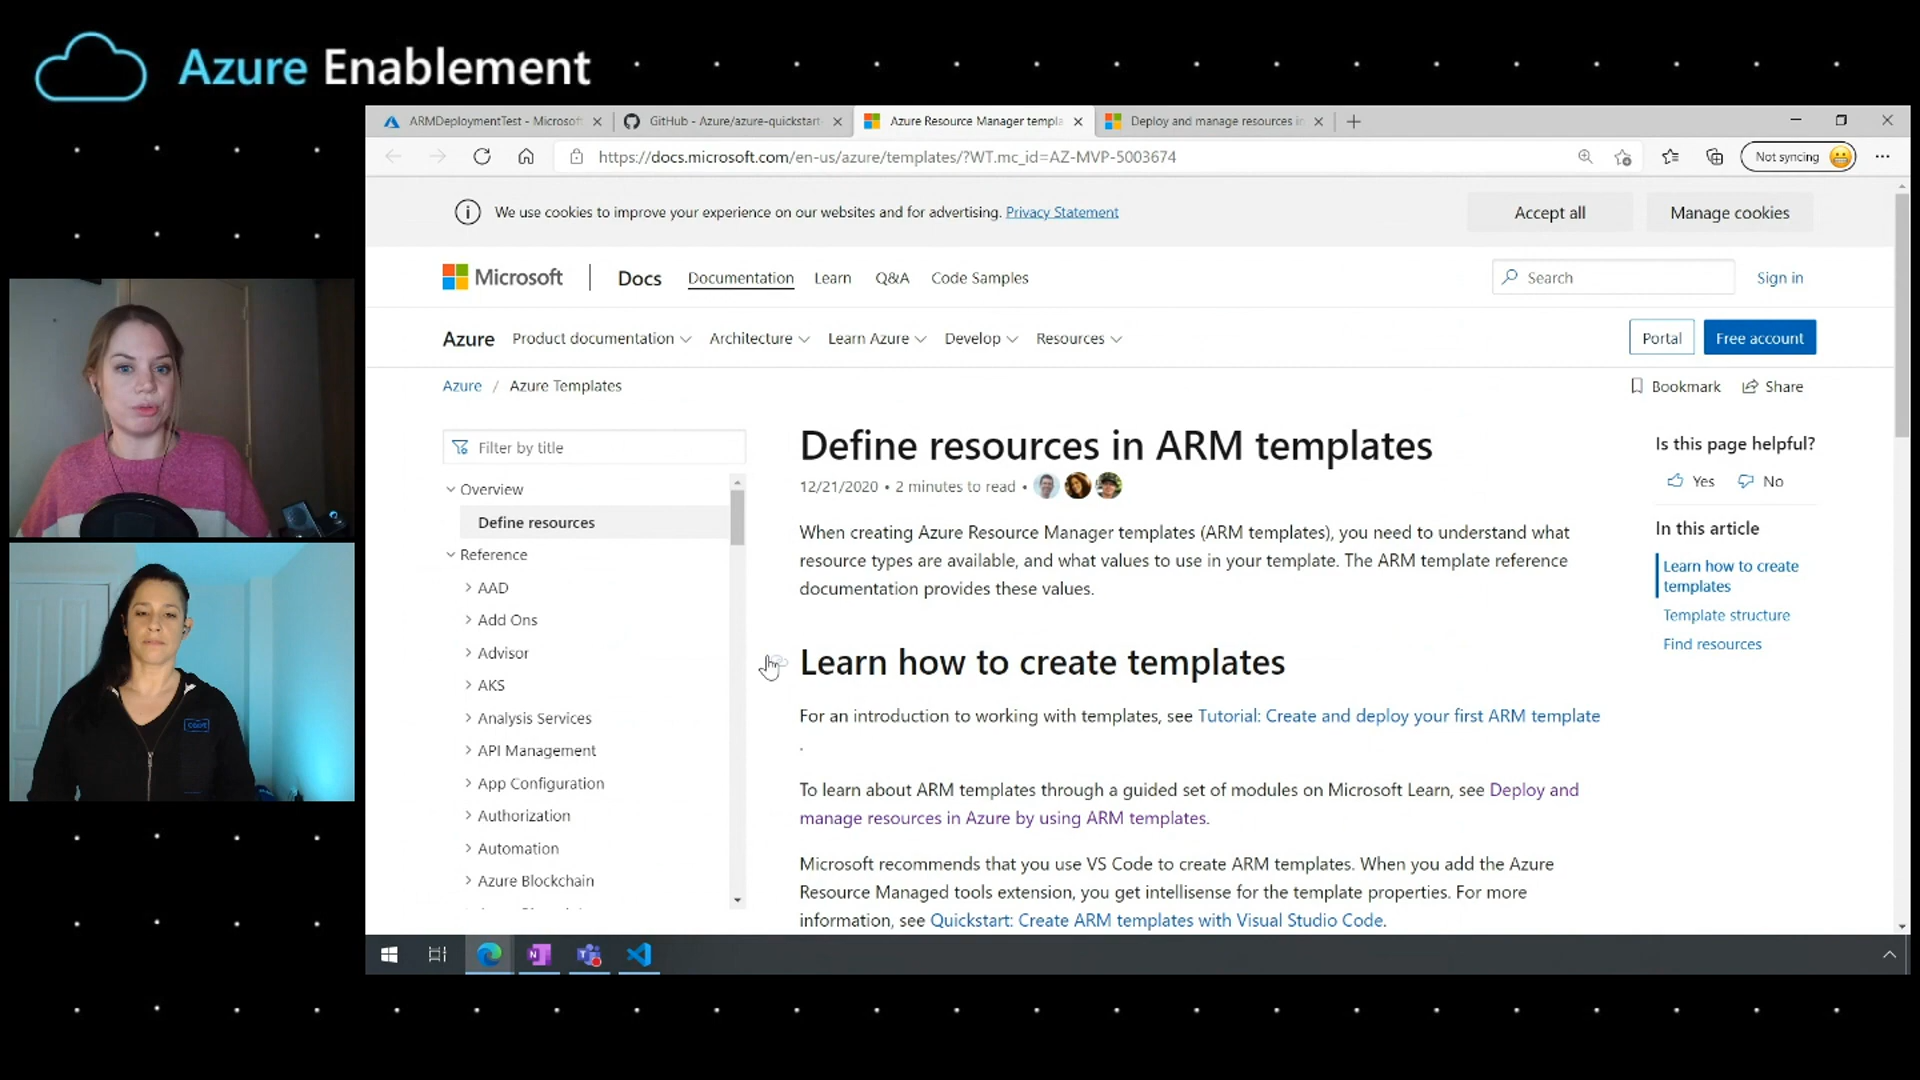 Azure Enablement
ARMDeploymentTest - Microsoft
GitHub - Azure/azure-quickstart-
Azure Resource Manager templa
Deploy and manage resources in
https://docs.microsoft.com/en-us/azure/templates/?WT.mc_id=AZ-MVP-5003674
Not syncing
We use cookies to improve your experience on our websites and for advertising. Privacy Statement
Accept all
Manage cookies
Microsoft
Docs
Documentation
Learn
Q&A
Code Samples
Search
Sign in
Azure
Product documentation
Architecture
Learn Azure
Develop
Resources
Portal
Free account
Azure / Azure Templates
Bookmark
Share
Filter by title
Overview
Define resources
Reference
AAD
Add Ons
Advisor
AKS
Analysis Services
API Management
App Configuration
Authorization
Automation
Azure Blockchain
Define resources in ARM templates
12/21/2020 • 2 minutes to read •
When creating Azure Resource Manager templates (ARM templates), you need to understand what
resource types are available, and what values to use in your template. The ARM template reference
documentation provides these values.
Learn how to create templates
For an introduction to working with templates, see Tutorial: Create and deploy your first ARM template
.
To learn about ARM templates through a guided set of modules on Microsoft Learn, see Deploy and
manage resources in Azure by using ARM templates.
Microsoft recommends that you use VS Code to create ARM templates. When you add the Azure
Resource Managed tools extension, you get intellisense for the template properties. For more
information, see Quickstart: Create ARM templates with Visual Studio Code.
Is this page helpful?
Yes
No
In this article
Learn how to create
templates
Template structure
Find resources